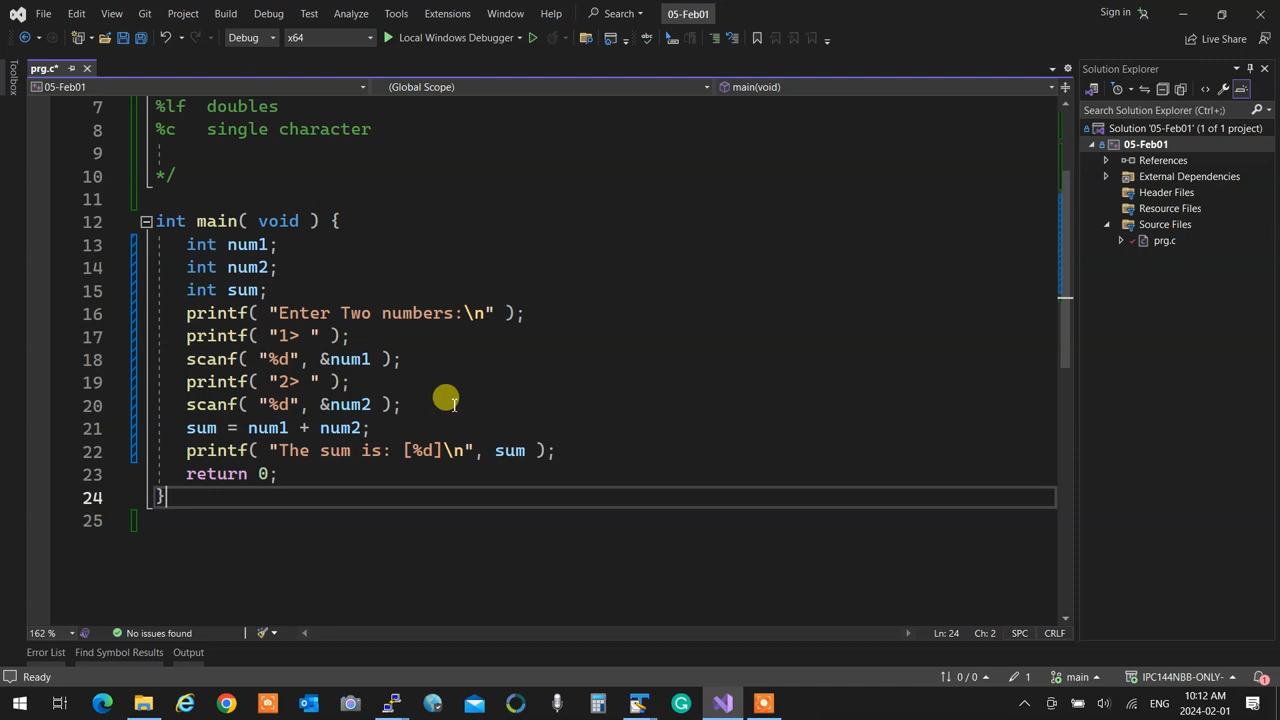 File Edit View Git Project Build Debug Test Analyze Tools Extensions Window Help Search 05-Feb01 Sign in
Debug x64 Local Windows Debugger Live Share
Toolbox
prg.c*
05-Feb01 (Global Scope) main(void)
7 %lf doubles
8 %c single character
9
10 */
11
12 int main( void ) {
13 int num1;
14 int num2;
15 int sum;
16 printf( "Enter Two numbers:\n" );
17 printf( "1> " );
18 scanf( "%d", &num1 );
19 printf( "2> " );
20 scanf( "%d", &num2 );
21 sum = num1 + num2;
22 printf( "The sum is: [%d]\n", sum );
23 return 0;
24 }
25
Solution Explorer
Search Solution Explorer (Ctrl+;)
Solution '05-Feb01' (1 of 1 project)
05-Feb01
References
External Dependencies
Header Files
Resource Files
Source Files
prg.c
162 % No issues found Ln: 24 Ch: 2 SPC CRLF
Error List Find Symbol Results Output
Ready 0 / 0 1 main IPC144NBB-ONLY- 1
ENG 10:12 AM
2024-02-01